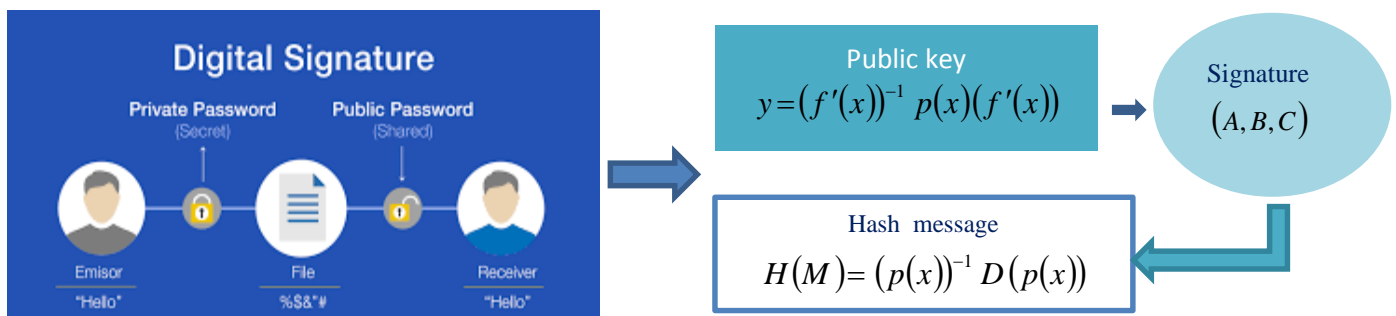 Digital Signature
Private Password
(Secret)
Public Password
(Shared)
Emisor
File
Receiver
"Hello"
%$&"#
"Hello"
Public key
y=(f'(x))⁻¹ p(x)(f'(x))
Signature
(A, B, C)
Hash message
H(M)= (p(x))⁻¹ D(p(x))